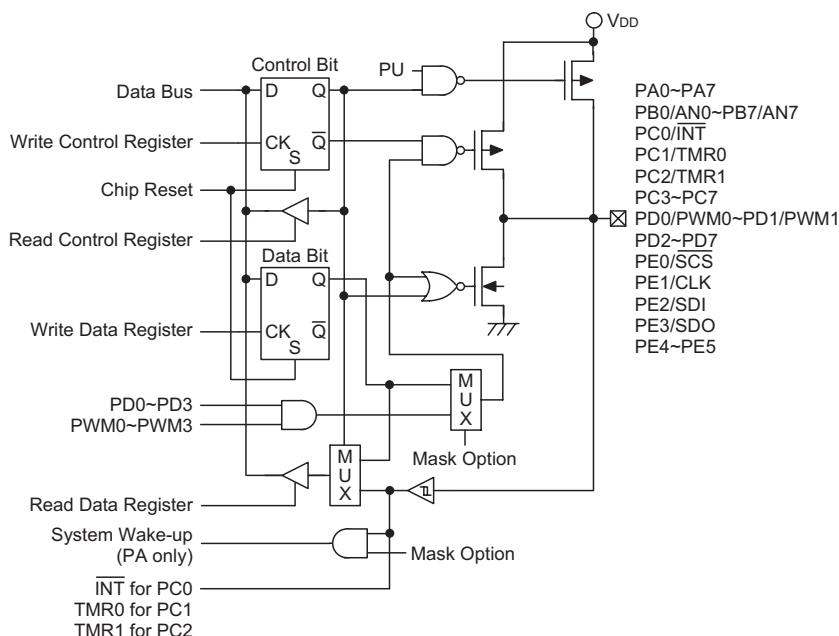 VDD
Control Bit
PU
Data Bus
D Q
Write Control Register
CK Q
S
Chip Reset
Read Control Register
Data Bit
D Q
Write Data Register
CK Q
S
PD0~PD3
PWM0~PWM3
MUX
Mask Option
MUX
Read Data Register
System Wake-up
(PA only)
Mask Option
INT for PC0
TMR0 for PC1
TMR1 for PC2
PA0~PA7
PB0/AN0~PB7/AN7
PC0/INT
PC1/TMR0
PC2/TMR1
PC3~PC7
PD0/PWM0~PD1/PWM1
PD2~PD7
PE0/SCS
PE1/CLK
PE2/SDI
PE3/SDO
PE4~PE5